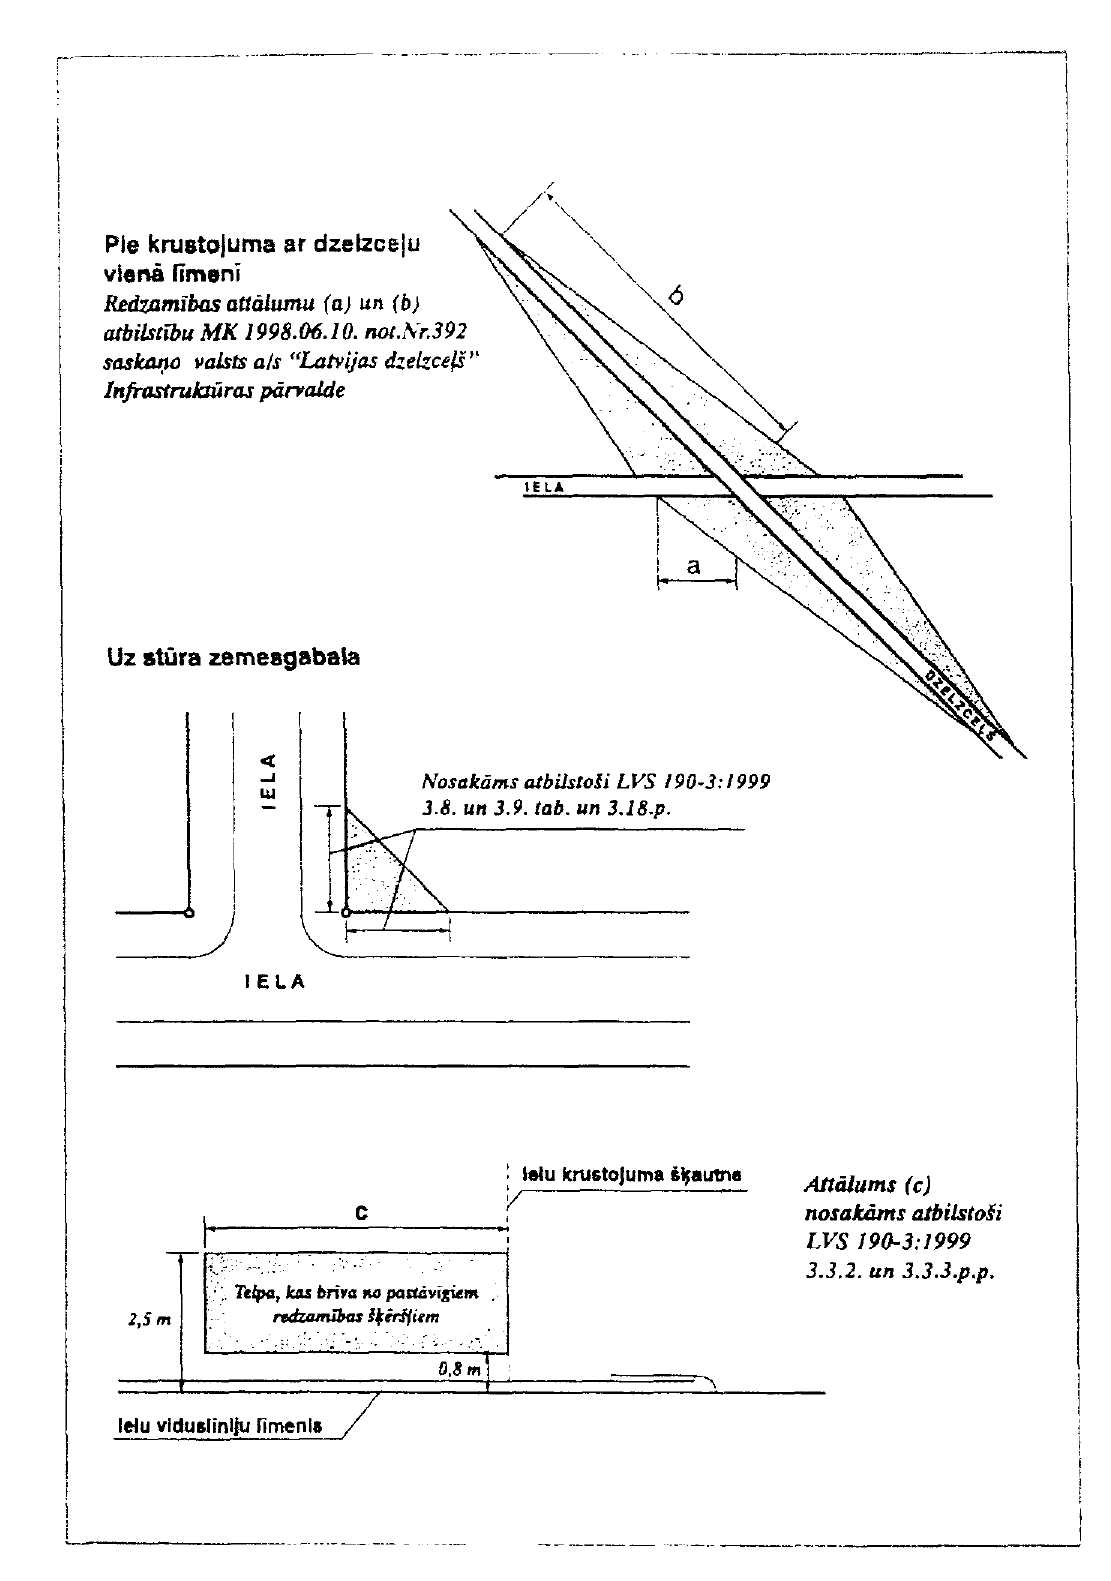 Pie krustojuma ar dzelzceļu
vienā līmenī
Redzamības attālumu (a) un (b)
atbilstību MK 1998.06.10. not.Nr.392
saskaņo valsts a/s "Latvijas dzelzceļš"
Infrastruktūras pārvalde
b
IELA
a
DZELZCEĻŠ
Uz stūra zemesgabala
IELA
Nosakāms atbilstoši LVS 190-3:1999
3.8. un 3.9. tab. un 3.18.p.
IELA
Ielu krustojuma šķautne
Attālums (c)
nosakāms atbilstoši
LVS 190-3:1999
3.3.2. un 3.3.3.p.p.
C
Telpa, kas brīva no pastāvīgiem
redzamības šķēršļiem
2,5 m
0,8 m
Ielu viduslīniju līmenis